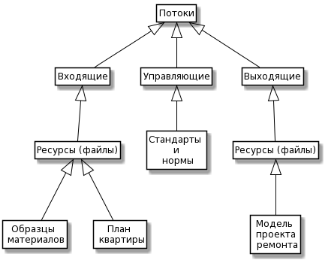 Потоки
Входящие
Управляющие
Выходящие
Ресурсы (файлы)
Стандарты
и
нормы
Ресурсы (файлы)
Образцы
материалов
План
квартиры
Модель
проекта
ремонта